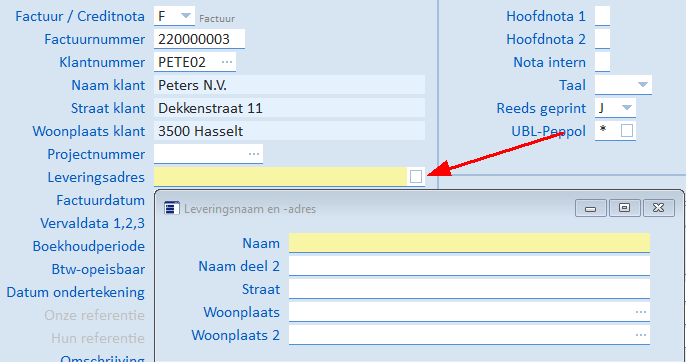 Factuur / Creditnota F Factuur
Factuurnummer 220000003
Klantnummer PETE02 ...
Naam klant Peters N.V.
Straat klant Dekkenstraat 11
Woonplaats klant 3500 Hasselt
Projectnummer ...
Leveringsadres
Factuurdatum
Vervaldata 1,2,3
Boekhoudperiode
Btw-opeisbaar
Datum ondertekening
Onze referentie
Hun referentie
Omschrijving
Hoofdnota 1
Hoofdnota 2
Nota intern
Taal
Reeds geprint J
UBL-Peppol *
Leveringsnaam en -adres
Naam
Naam deel 2
Straat
Woonplaats ...
Woonplaats 2 ...